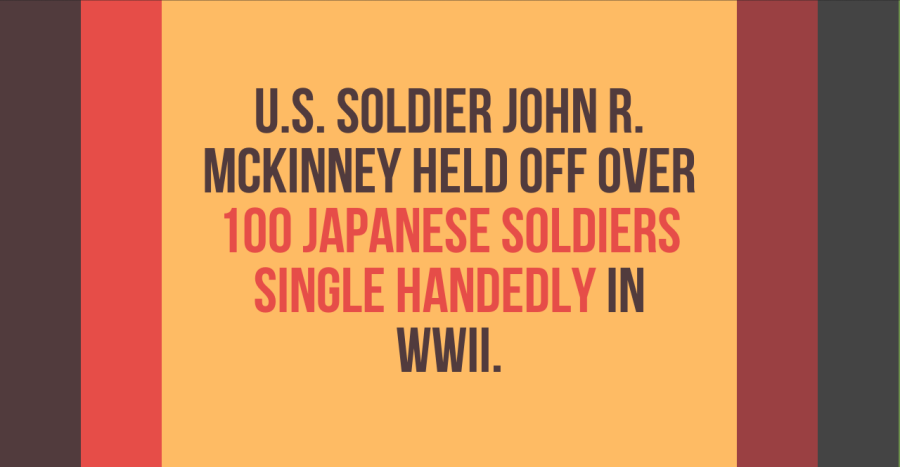 U.S. SOLDIER JOHN R.
MCKINNEY HELD OFF OVER
100 JAPANESE SOLDIERS
SINGLE HANDEDLY IN
WWII.